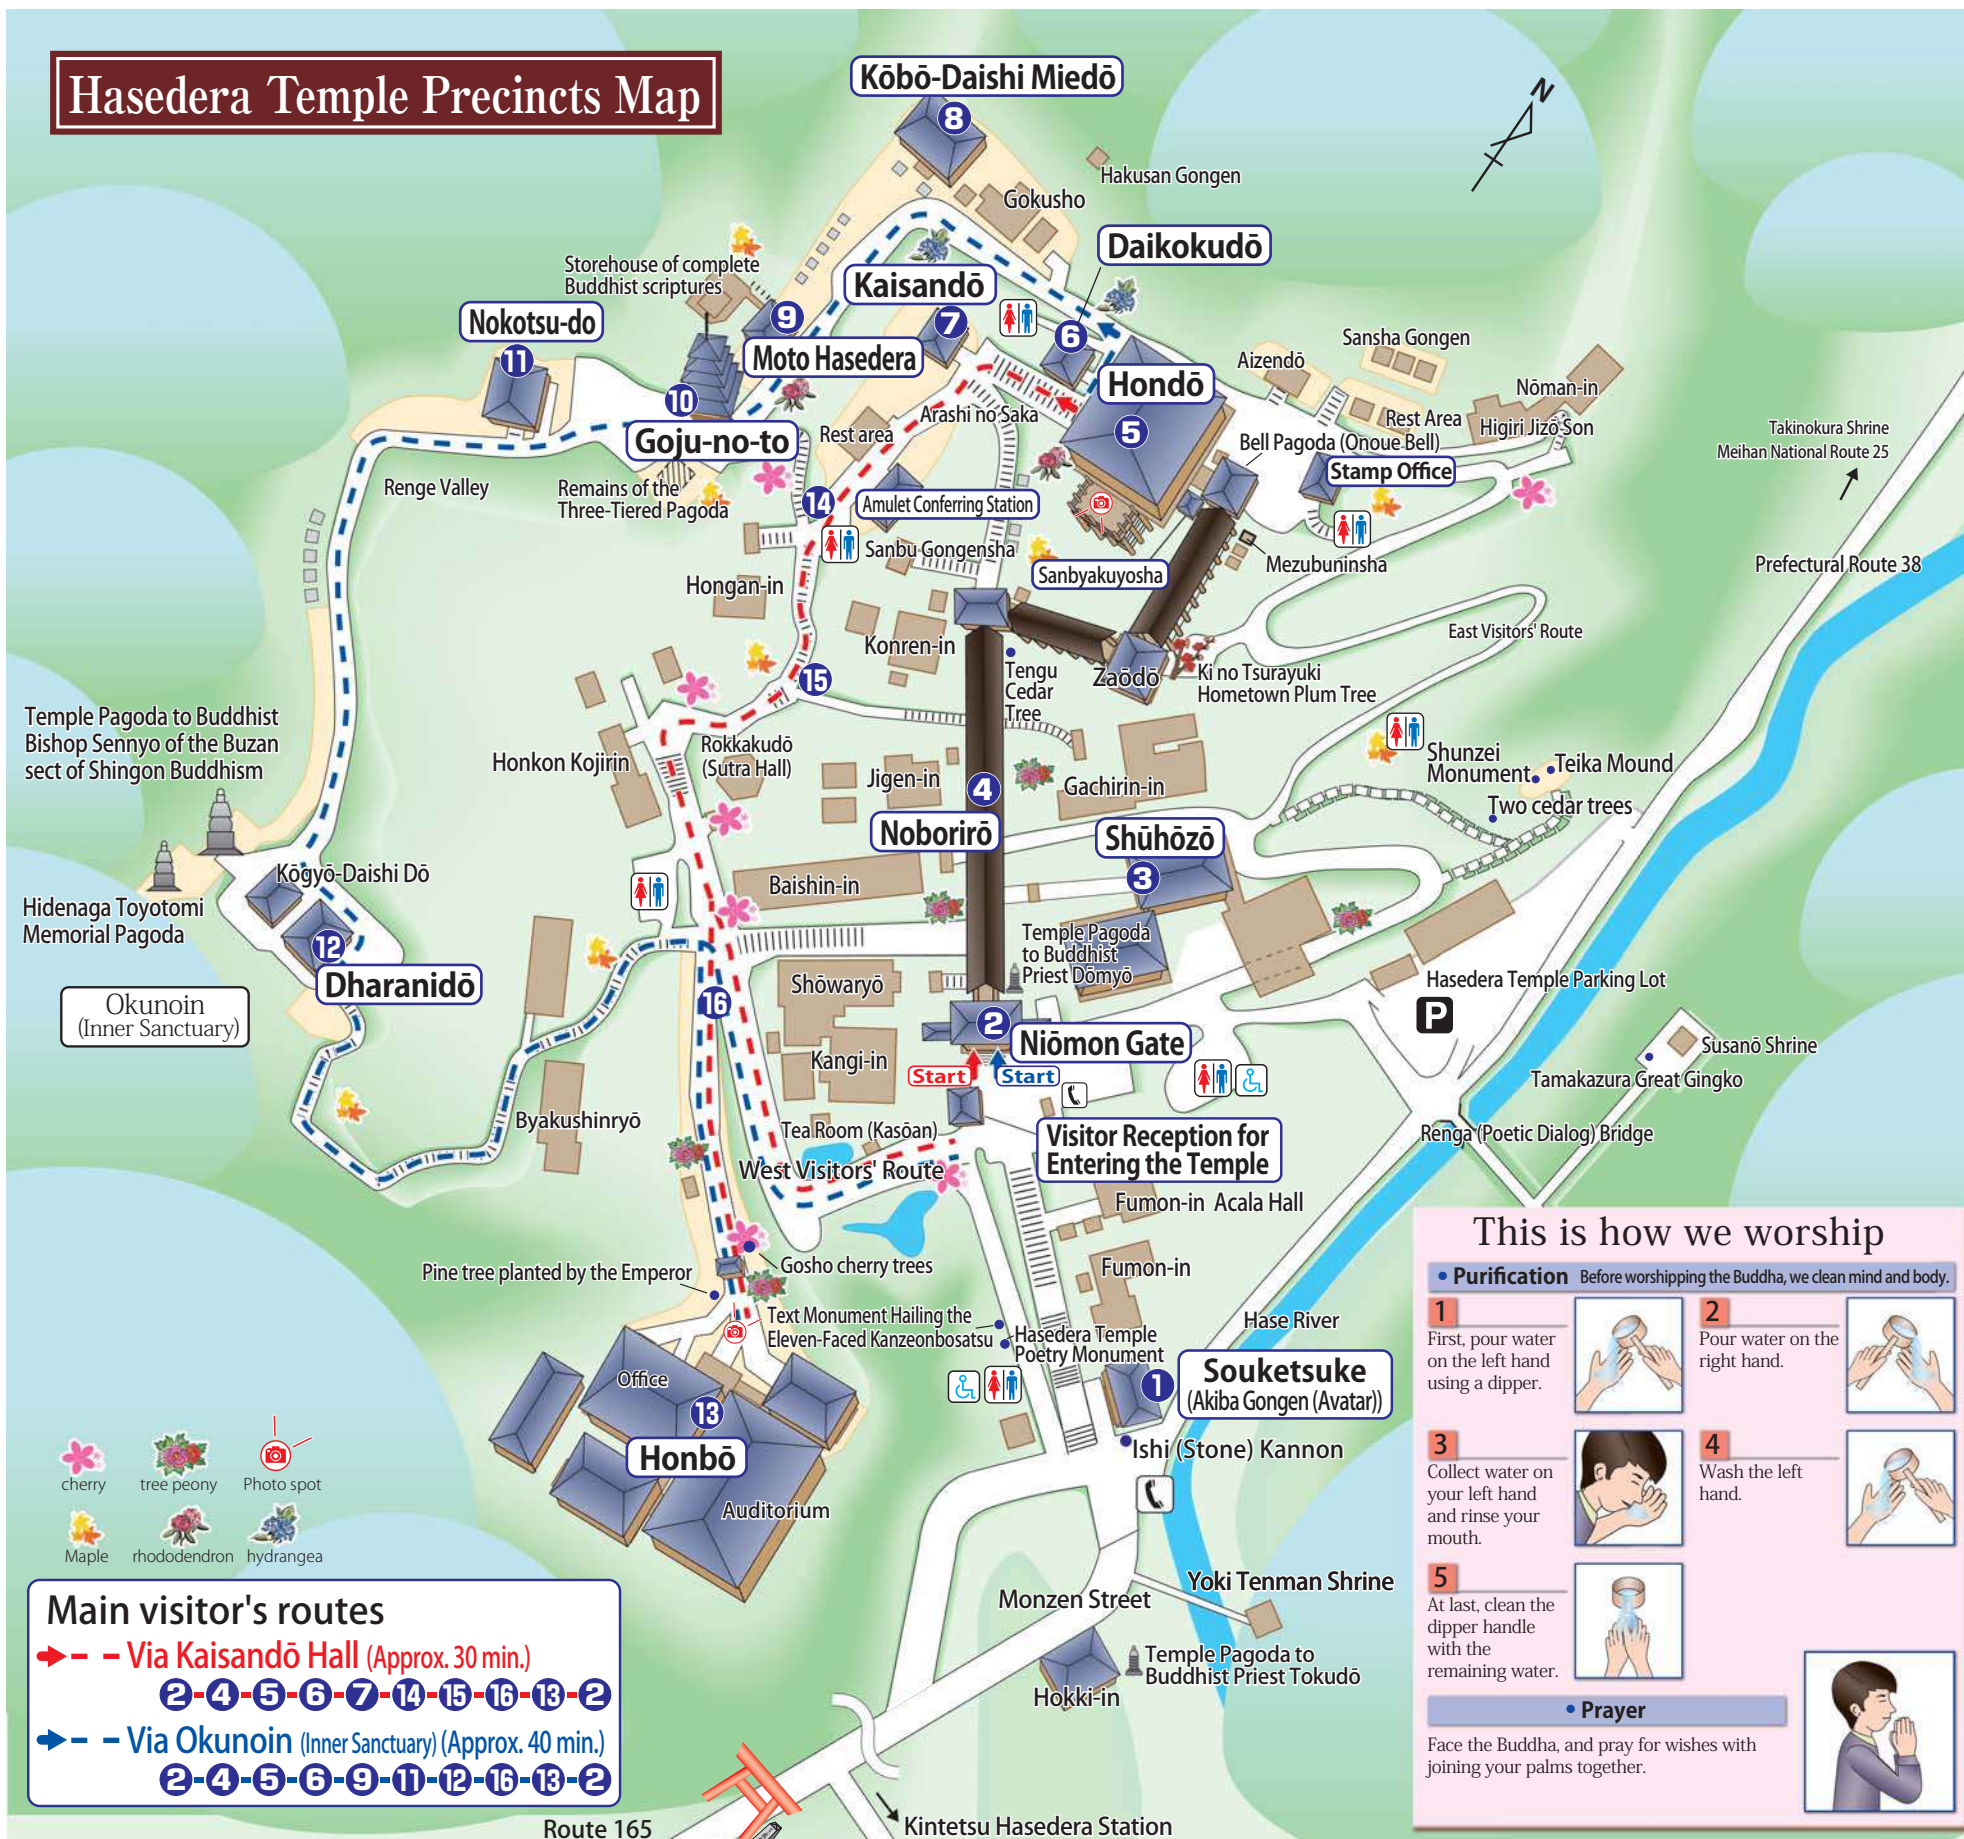 Hasedera Temple Precincts Map
Kōbō-Daishi Miedō
8
N
Hakusan Gongen
Gokusho
Daikokudō
6
Storehouse of complete
Buddhist scriptures
Kaisandō
7
9
Moto Hasedera
Nokotsu-do
11
10
Goju-no-to
Hondō
5
Sansha Gongen
Aizendō
Nōman-in
Rest Area
Higiri Jizō Son
Bell Pagoda (Onoue Bell)
Stamp Office
Takinokura Shrine
Meihan National Route 25
Arashi no Saka
Rest area
Renge Valley
Remains of the
Three-Tiered Pagoda
14
Amulet Conferring Station
Sanbu Gongensha
Sanbyakuyosha
Mezubuninsha
Prefectural Route 38
Hongan-in
Konren-in
East Visitors' Route
15
Tengu
Cedar
Tree
Zaōdō
Ki no Tsurayuki
Hometown Plum Tree
Temple Pagoda to Buddhist
Bishop Sennyo of the Buzan
sect of Shingon Buddhism
Honkon Kojirin
Rokkakudō
(Sutra Hall)
Jigen-in
4
Noborirō
Gachirin-in
Shunzei
Monument
Teika Mound
Two cedar trees
Shūhōzō
3
Kōgyō-Daishi Dō
Hidenaga Toyotomi
Memorial Pagoda
12
Dharanidō
Okunoin
(Inner Sanctuary)
Baishin-in
Temple Pagoda
to Buddhist
Priest Dōmyō
Shōwaryō
16
2
Niōmon Gate
Start
Start
Kangi-in
Hasedera Temple Parking Lot
P
Susanō Shrine
Tamakazura Great Gingko
Renga (Poetic Dialog) Bridge
Byakushinryō
Tea Room (Kasōan)
West Visitors' Route
Visitor Reception for
Entering the Temple
Fumon-in Acala Hall
Fumon-in
Gosho cherry trees
Pine tree planted by the Emperor
Text Monument Hailing the
Eleven-Faced Kanzeonbosatsu
Hasedera Temple
Poetry Monument
Hase River
1
Souketsuke
(Akiba Gongen (Avatar))
Ishi (Stone) Kannon
Office
13
Honbō
Auditorium
Monzen Street
Yoki Tenman Shrine
Temple Pagoda to
Buddhist Priest Tokudō
Hokki-in
Route 165
Kintetsu Hasedera Station
cherry
tree peony
Photo spot
Maple
rhododendron
hydrangea
Main visitor's routes
Via Kaisandō Hall (Approx. 30 min.)
2-4-5-6-7-14-15-16-13-2
Via Okunoin (Inner Sanctuary) (Approx. 40 min.)
2-4-5-6-9-11-12-16-13-2
This is how we worship
• Purification Before worshipping the Buddha, we clean mind and body.
1
First, pour water
on the left hand
using a dipper.
2
Pour water on the
right hand.
3
Collect water on
your left hand
and rinse your
mouth.
4
Wash the left
hand.
5
At last, clean the
dipper handle
with the
remaining water.
• Prayer
Face the Buddha, and pray for wishes with
joining your palms together.